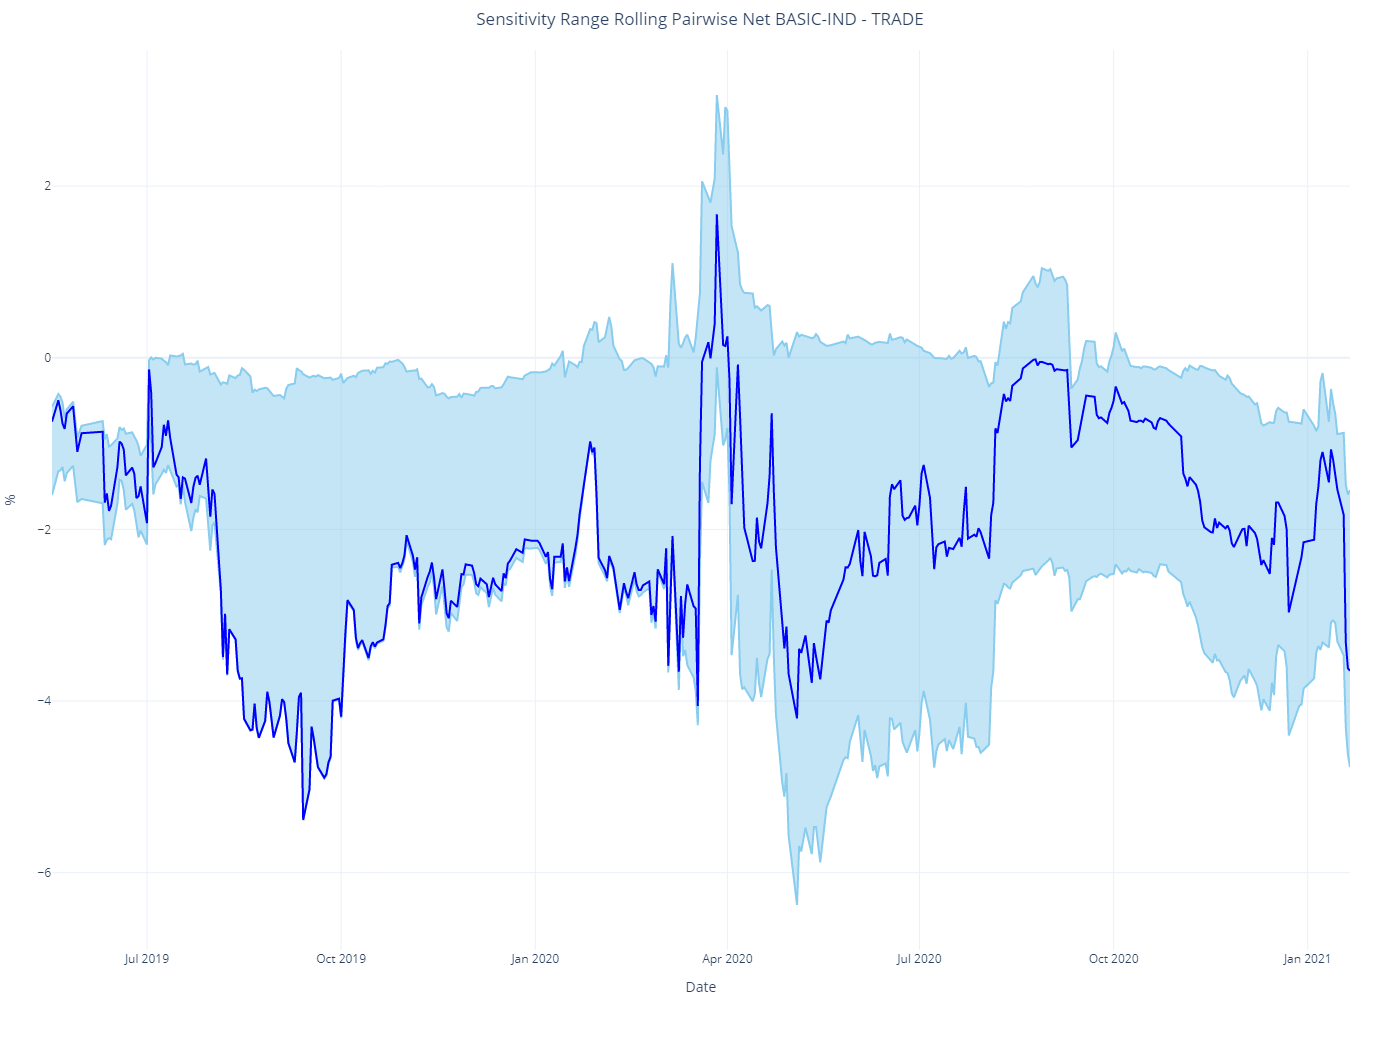 Sensitivity Range Rolling Pairwise Net BASIC-IND - TRADE
2
0
−2
−4
−6
%
Jul 2019
Oct 2019
Jan 2020
Apr 2020
Jul 2020
Oct 2020
Jan 2021
Date